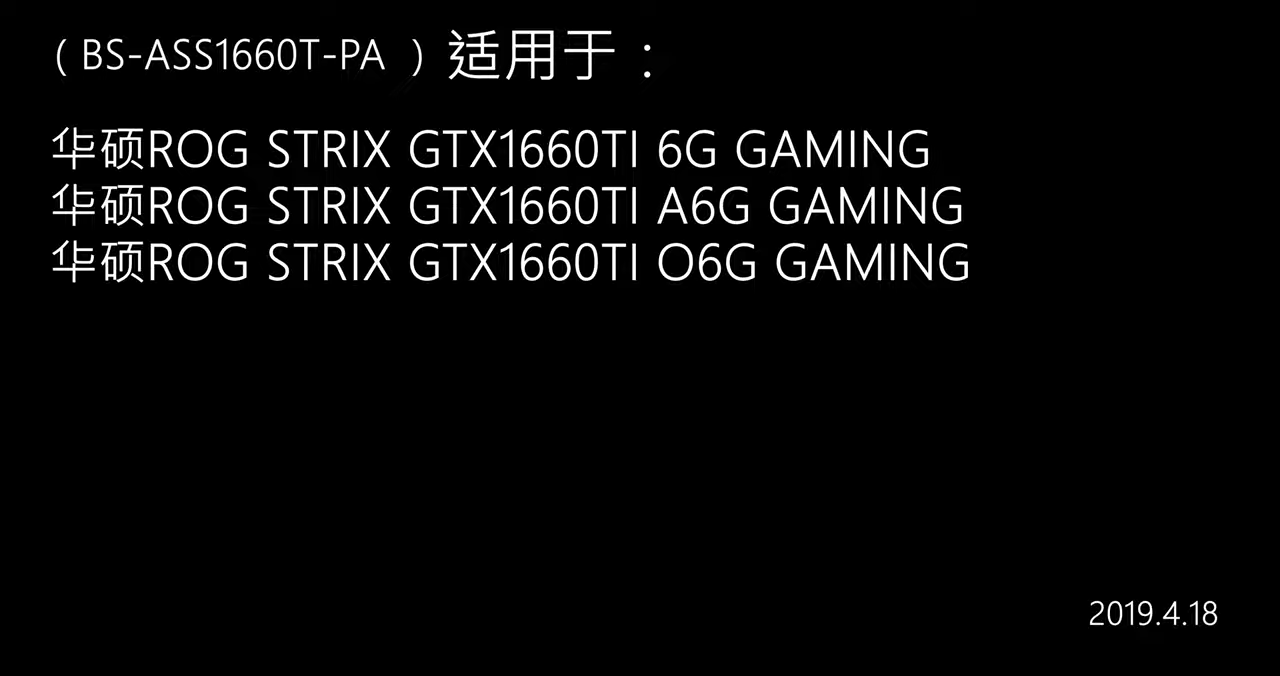 （BS-ASS1660T-PA ）适用于：
华硕ROG STRIX GTX1660TI 6G GAMING
华硕ROG STRIX GTX1660TI A6G GAMING
华硕ROG STRIX GTX1660TI O6G GAMING
2019.4.18